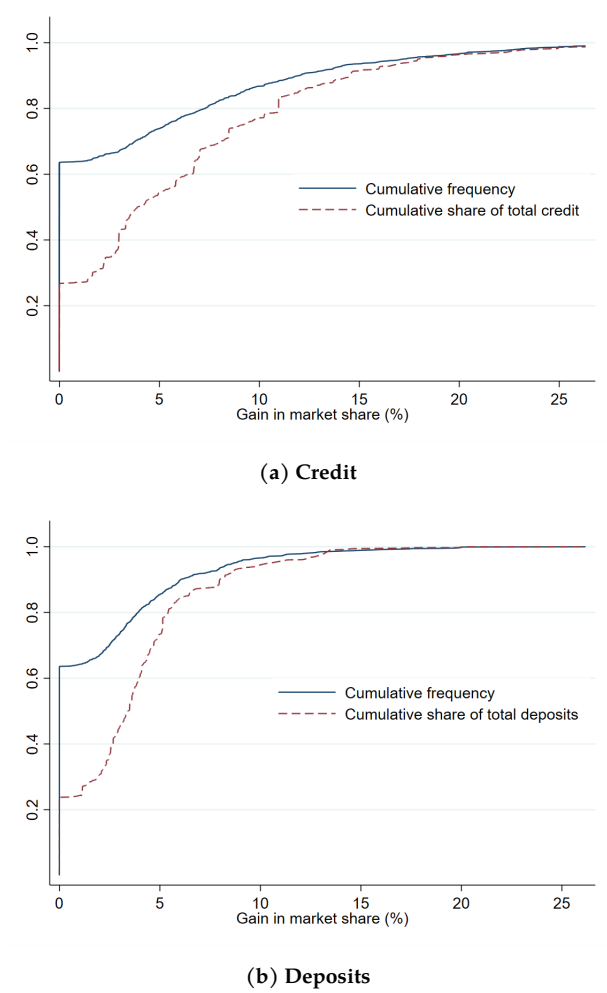 1.0
0.8
0.6
0.4
0.2
Cumulative frequency
Cumulative share of total credit
0 5 10 15 20 25
Gain in market share (%)
(a) Credit
1.0
0.8
0.6
0.4
0.2
Cumulative frequency
Cumulative share of total deposits
0 5 10 15 20 25
Gain in market share (%)
(b) Deposits